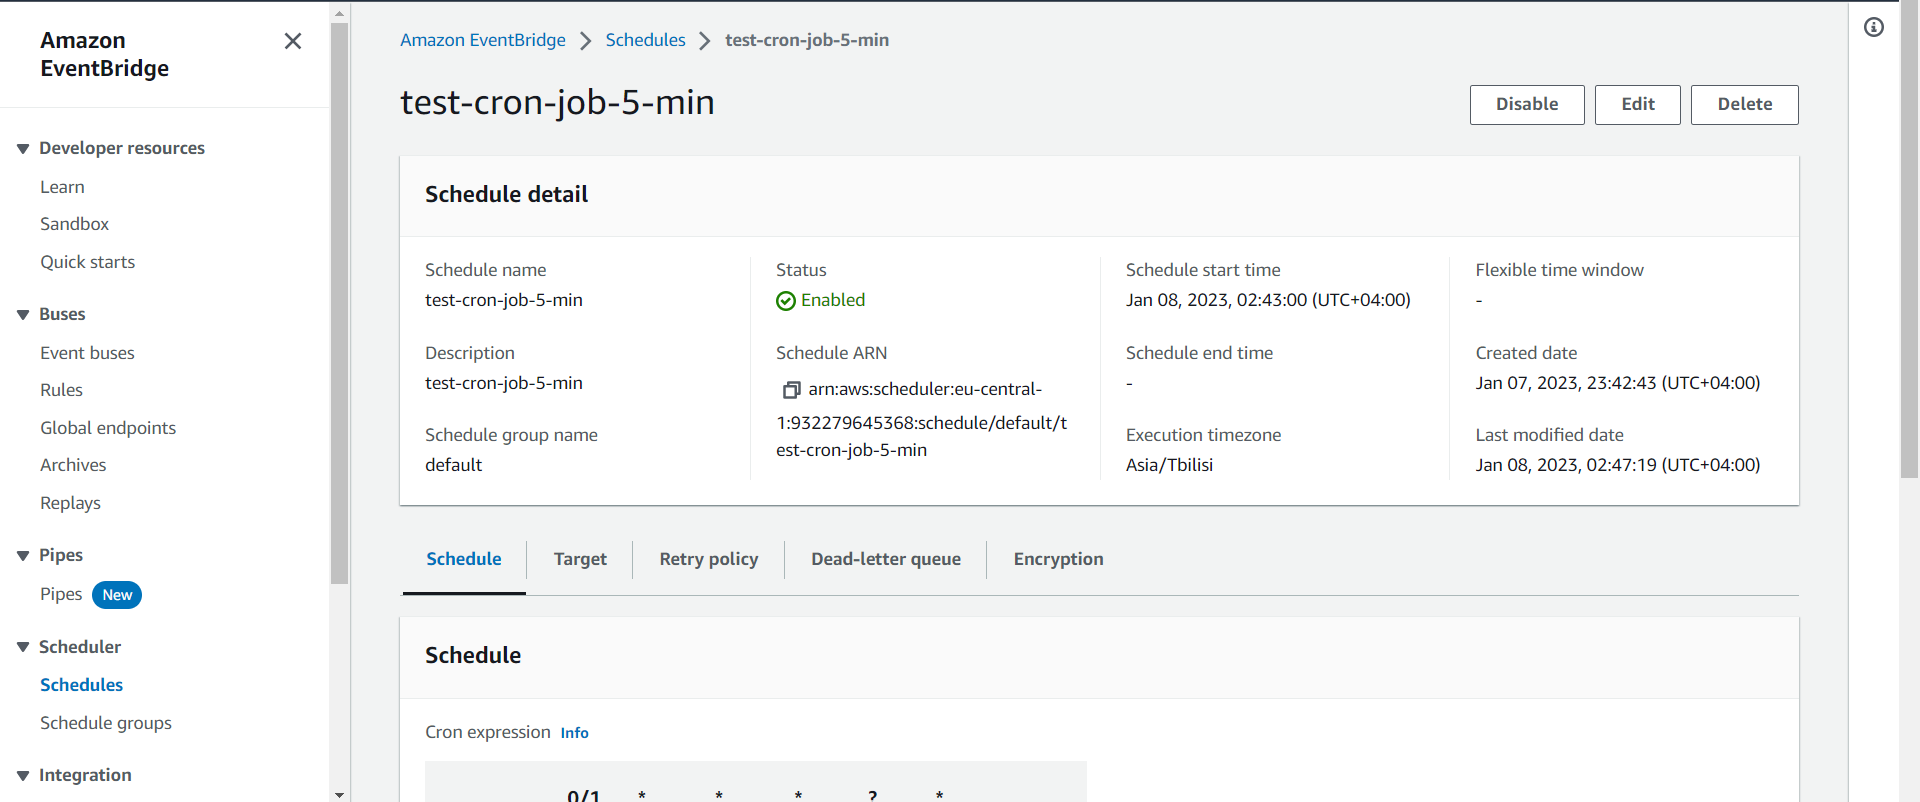 Amazon
EventBridge
Developer resources
Learn
Sandbox
Quick starts
Buses
Event buses
Rules
Global endpoints
Archives
Replays
Pipes
Pipes New
Scheduler
Schedules
Schedule groups
Integration
Amazon EventBridge Schedules test-cron-job-5-min
test-cron-job-5-min
Disable Edit Delete
Schedule detail
Schedule name
test-cron-job-5-min
Description
test-cron-job-5-min
Schedule group name
default
Status
Enabled
Schedule ARN
arn:aws:scheduler:eu-central-
1:932279645368:schedule/default/t
est-cron-job-5-min
Schedule start time
Jan 08, 2023, 02:43:00 (UTC+04:00)
Schedule end time
-
Execution timezone
Asia/Tbilisi
Flexible time window
-
Created date
Jan 07, 2023, 23:42:43 (UTC+04:00)
Last modified date
Jan 08, 2023, 02:47:19 (UTC+04:00)
Schedule Target Retry policy Dead-letter queue Encryption
Schedule
Cron expression Info
0/1 * * * ? *